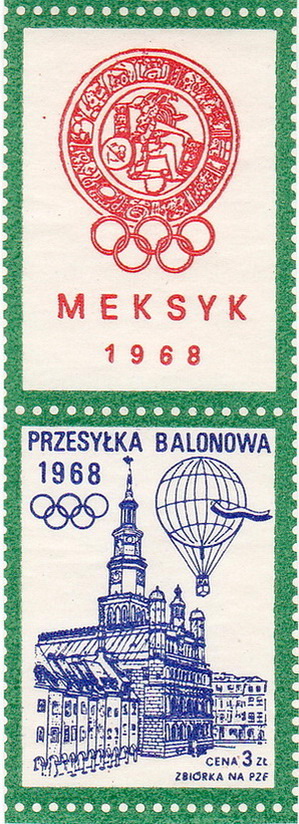 MEKSYK
1968
PRZESYŁKA BALONOWA
1968
CENA 3 ZŁ
ZBIÓRKA NA PZF